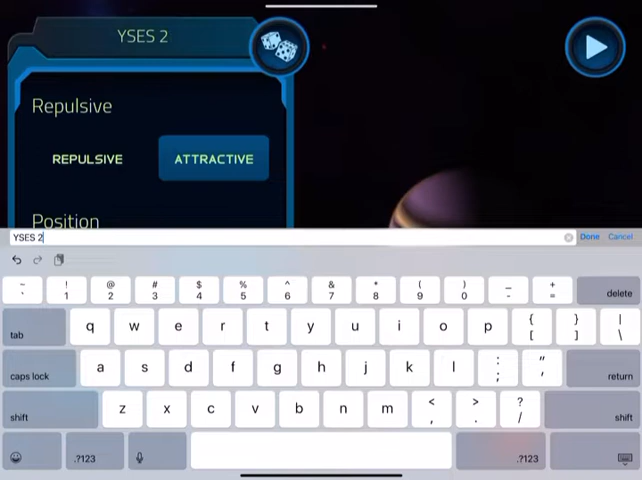 YSES 2
Repulsive
REPULSIVE ATTRACTIVE
Position
YSES 2 Done Cancel
~ ! @ # $ % ^ & * ( ) _ +
` 1 2 3 4 5 6 7 8 9 0 - = delete
tab q w e r t y u i o p { [ } ] | \
caps lock a s d f g h j k l : ; " ' return
shift z x c v b n m < , > . ? / shift
.?123 .?123